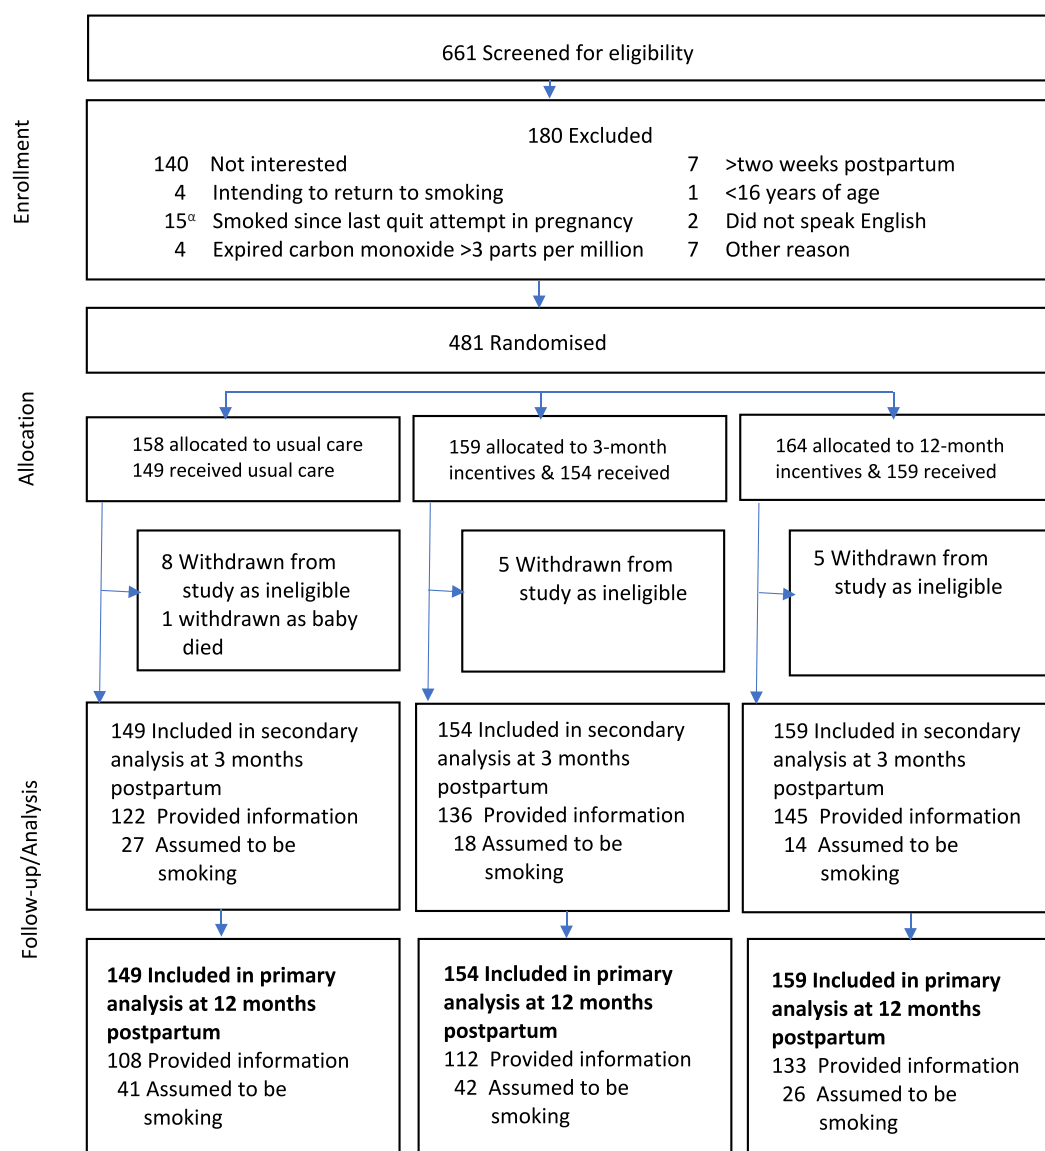 661 Screened for eligibility
Enrollment
180 Excluded
140 Not interested
4 Intending to return to smoking
15α Smoked since last quit attempt in pregnancy
4 Expired carbon monoxide >3 parts per million
7 >two weeks postpartum
1 <16 years of age
2 Did not speak English
7 Other reason
481 Randomised
Allocation
158 allocated to usual care
149 received usual care
159 allocated to 3-month
incentives & 154 received
164 allocated to 12-month
incentives & 159 received
8 Withdrawn from
study as ineligible
1 withdrawn as baby
died
5 Withdrawn from
study as ineligible
5 Withdrawn from
study as ineligible
Follow-up/Analysis
149 Included in secondary
analysis at 3 months
postpartum
122 Provided information
27 Assumed to be
smoking
154 Included in secondary
analysis at 3 months
postpartum
136 Provided information
18 Assumed to be
smoking
159 Included in secondary
analysis at 3 months
postpartum
145 Provided information
14 Assumed to be
smoking
149 Included in primary
analysis at 12 months
postpartum
108 Provided information
41 Assumed to be
smoking
154 Included in primary
analysis at 12 months
postpartum
112 Provided information
42 Assumed to be
smoking
159 Included in primary
analysis at 12 months
postpartum
133 Provided information
26 Assumed to be
smoking